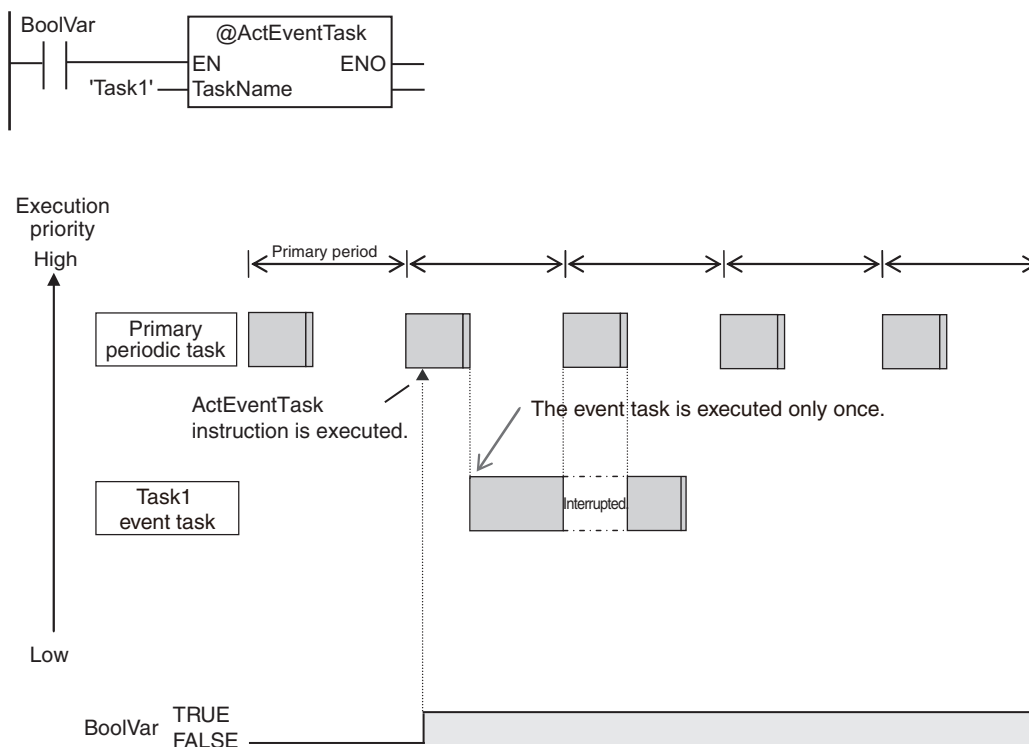 BoolVar
@ActEventTask
EN ENO
'Task1' TaskName
Execution
priority
High
Primary period
Primary
periodic task
ActEventTask
instruction is executed.
The event task is executed only once.
Task1
event task
Interrupted.
Low
BoolVar
TRUE
FALSE